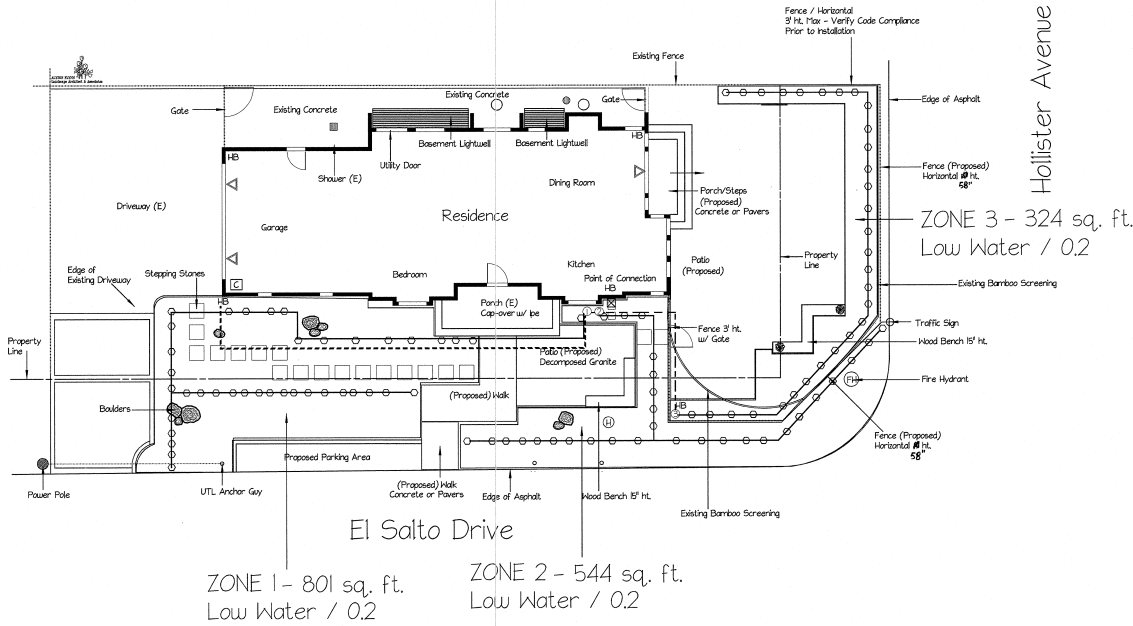 Fence / Horizontal
3' ht. Max - Verify Code Compliance
Prior to Installation
Hollister Avenue
Existing Fence
Landscape Architect & Associates
Gate
Existing Concrete
Existing Concrete
Gate
Edge of Asphalt
HB
HB
Basement Lightwell
Basement Lightwell
Utility Door
Shower (E)
Fence (Proposed)
Horizontal ht.
58"
Dining Room
Porch/Steps
(Proposed)
Concrete or Pavers
Driveway (E)
Residence
ZONE 3 - 324 sq. ft.
Low Water / 0.2
Garage
Property
Line
Patio
(Proposed)
Kitchen
Bedroom
Point of Connection
HB
Edge of
Existing Driveway
Stepping Stones
C
HB
Porch (E)
Cap-over w/ Ipe
Existing Bamboo Screening
Traffic Sign
Fence 3' ht.
w/ Gate
Wood Bench 15" ht.
Property
Line
Patio (Proposed)
Decomposed Granite
FH
Fire Hydrant
(Proposed) Walk
Boulders
HB
H
Fence (Proposed)
Horizontal ht.
58"
Proposed Parking Area
Power Pole
UTL Anchor Guy
(Proposed) Walk
Concrete or Pavers
Edge of Asphalt
Wood Bench 15" ht.
Existing Bamboo Screening
El Salto Drive
ZONE 1 - 801 sq. ft.
Low Water / 0.2
ZONE 2 - 544 sq. ft.
Low Water / 0.2